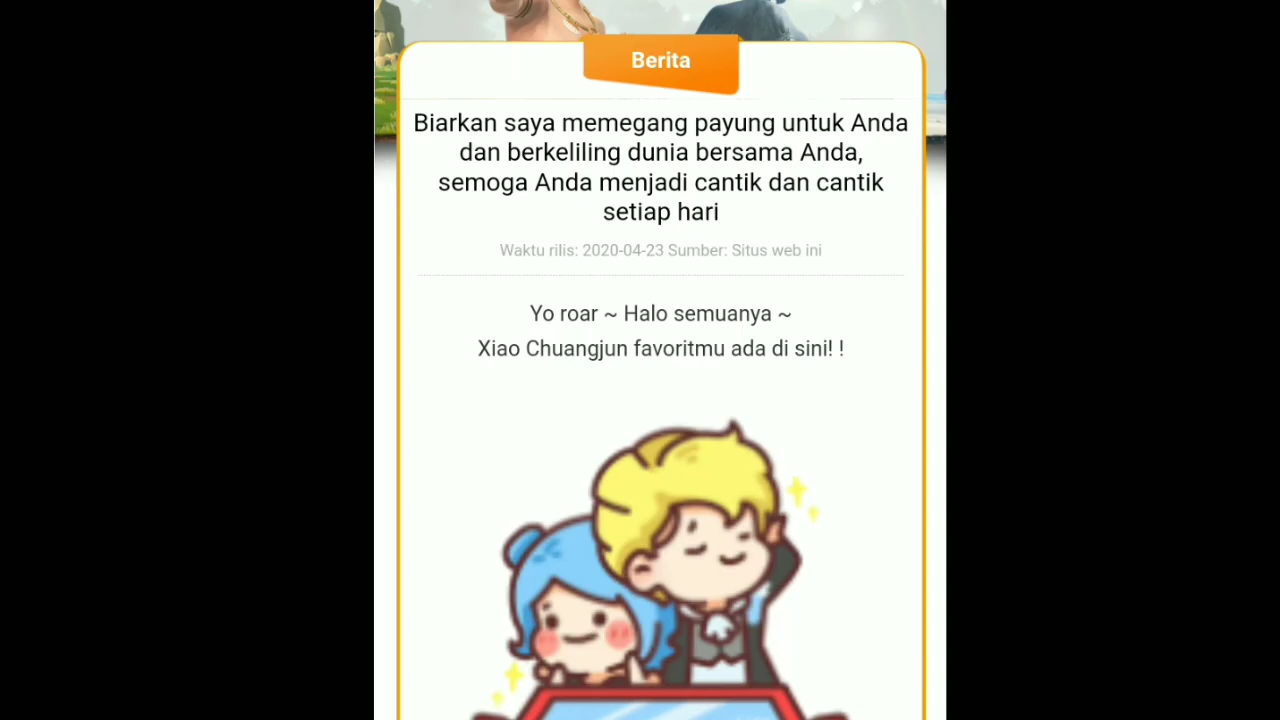 Berita
Biarkan saya memegang payung untuk Anda
dan berkeliling dunia bersama Anda,
semoga Anda menjadi cantik dan cantik
setiap hari
Waktu rilis: 2020-04-23 Sumber: Situs web ini
Yo roar ~ Halo semuanya ~
Xiao Chuangjun favoritmu ada di sini! !